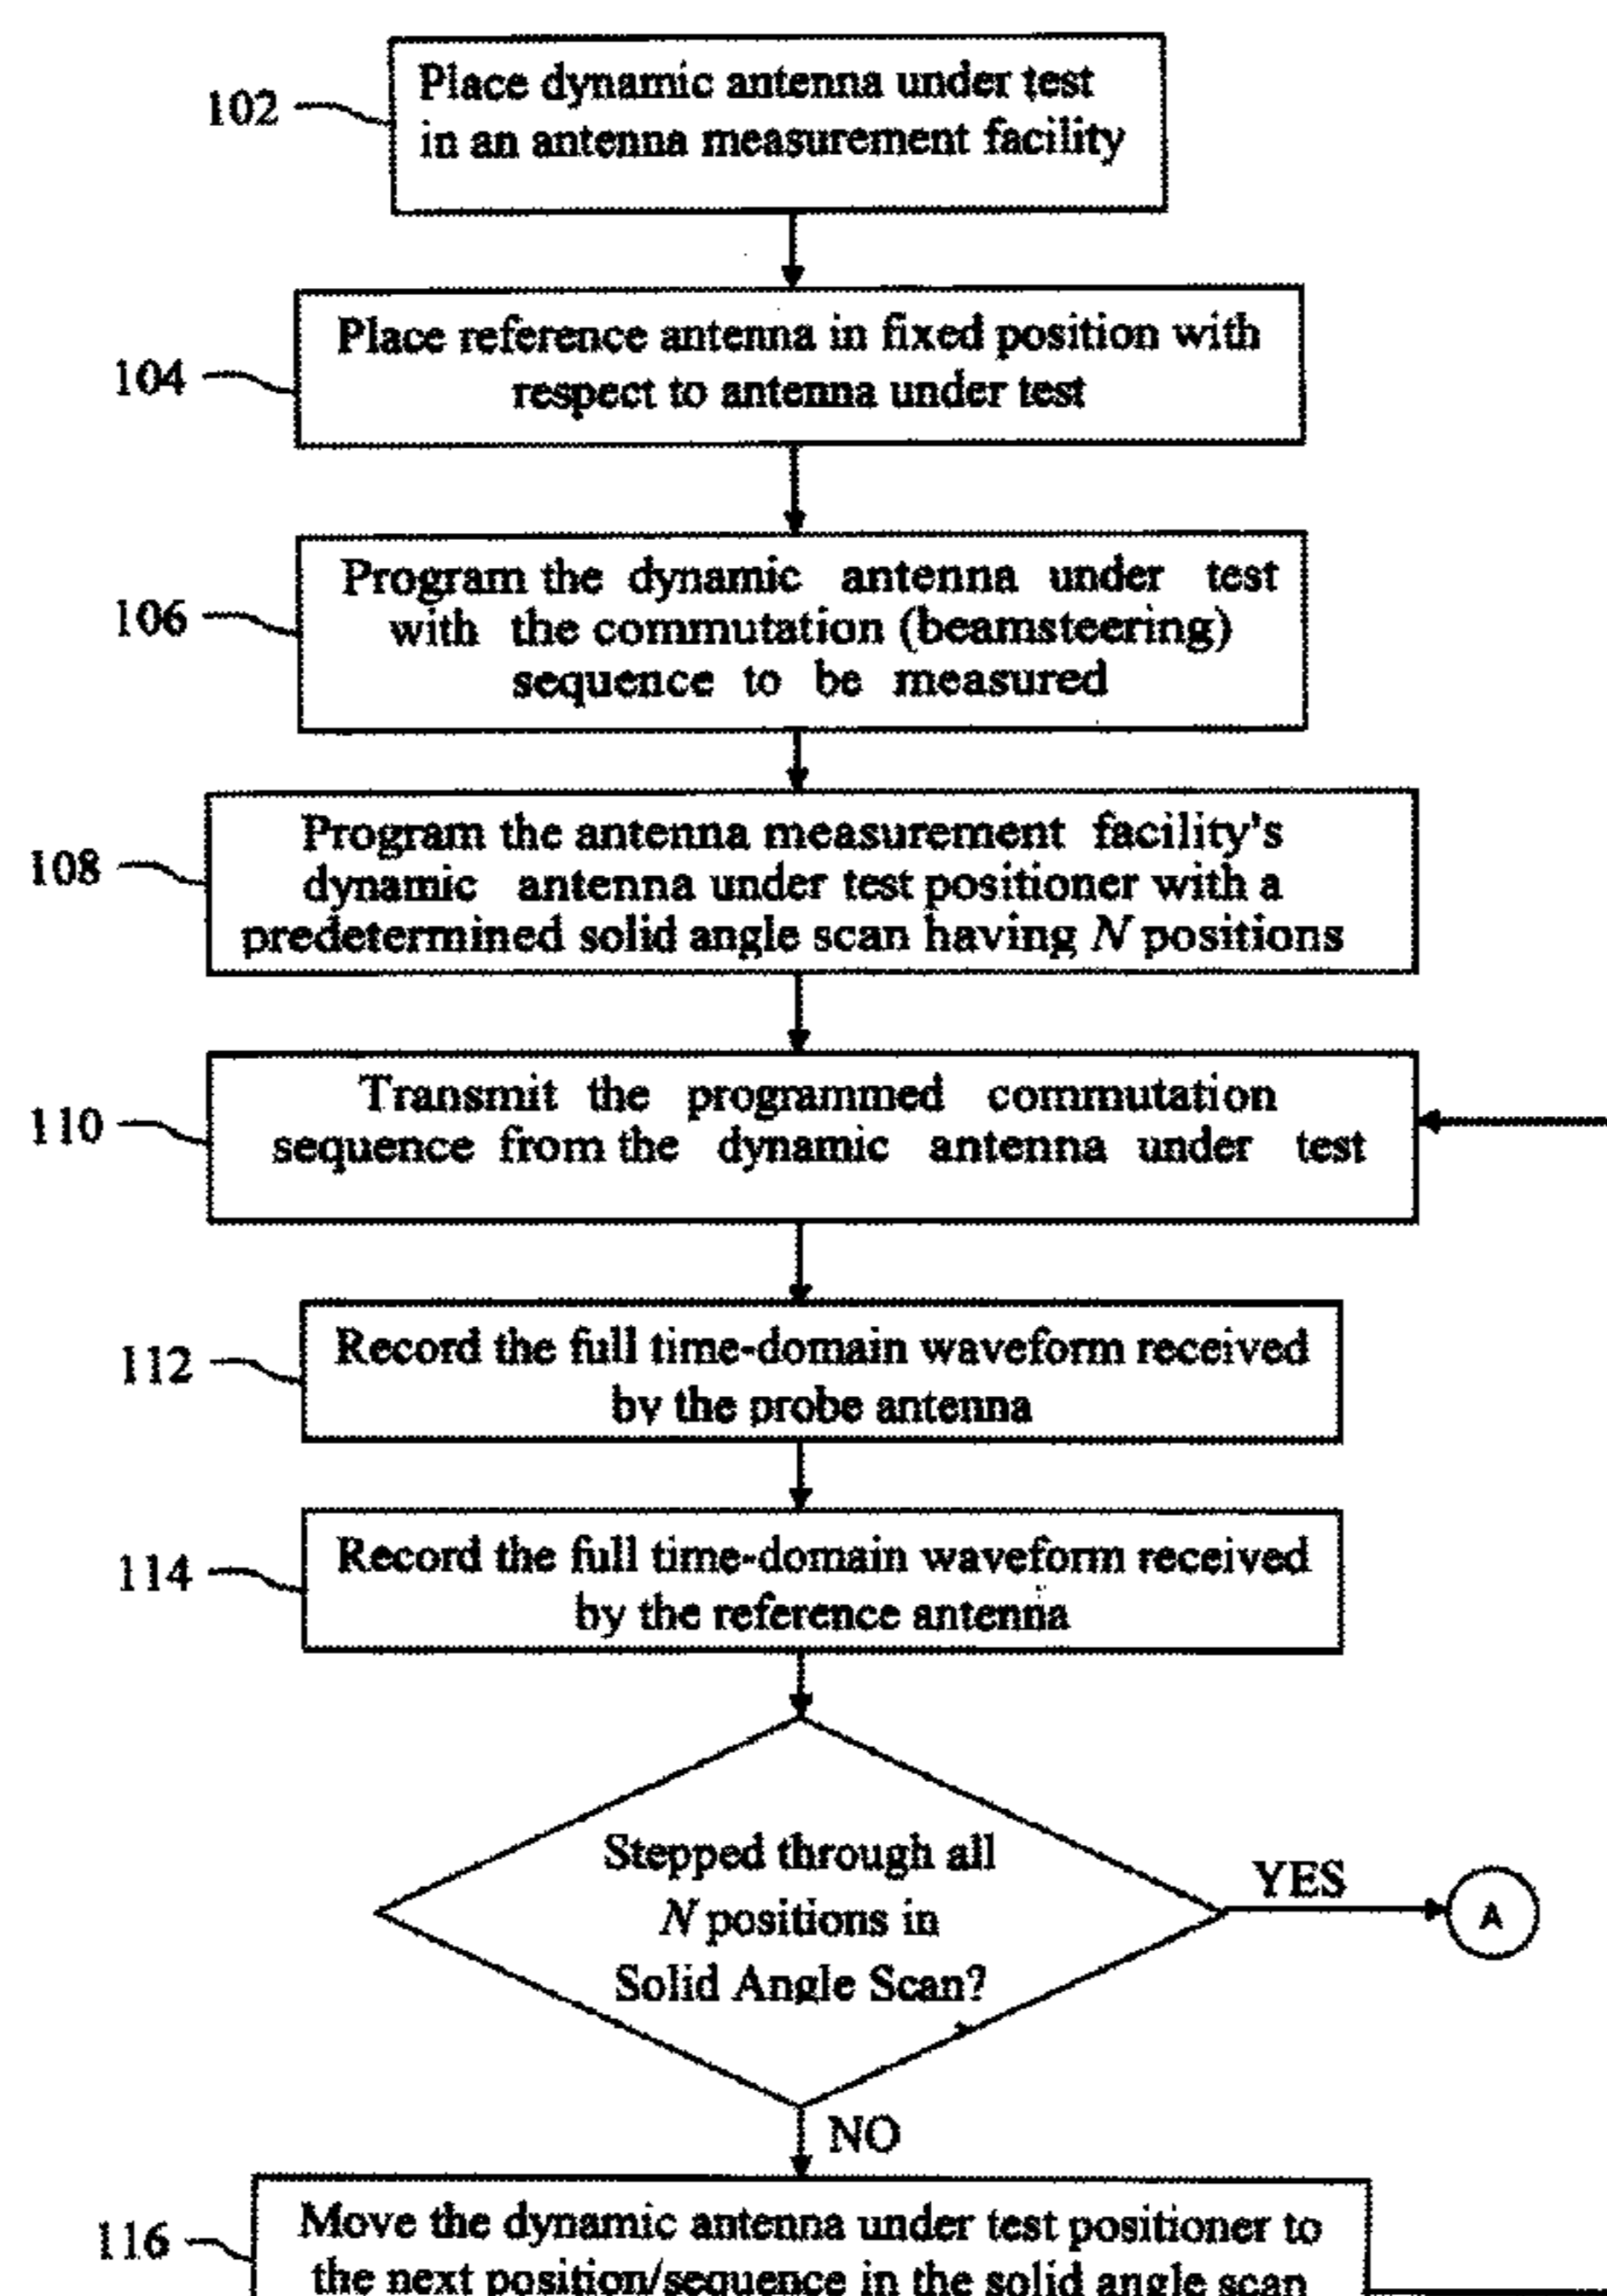 102
Place dynamic antenna under test
in an antenna measurement facility
104
Place reference antenna in fixed position with
respect to antenna under test
106
Program the dynamic antenna under test
with the commutation (beamsteering)
sequence to be measured
108
Program the antenna measurement facility's
dynamic antenna under test positioner with a
predetermined solid angle scan having N positions
110
Transmit the programmed commutation
sequence from the dynamic antenna under test
112
Record the full time-domain waveform received
by the probe antenna
114
Record the full time-domain waveform received
by the reference antenna
Stepped through all
N positions in
Solid Angle Scan?
YES
A
NO
116
Move the dynamic antenna under test positioner to
the next position/sequence in the solid angle scan